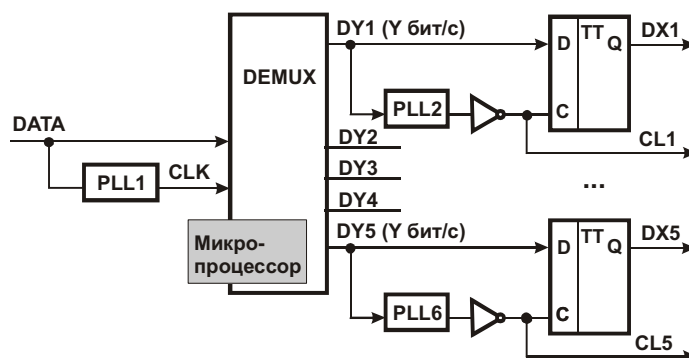 DY1 (Y бит/с)
DX1
D
TT
Q
DEMUX
PLL2
C
DATA
DY2
CL1
CLK
PLL1
DY3
...
DY4
Микро-
процессор
DY5 (Y бит/с)
DX5
D
TT
Q
PLL6
C
CL5